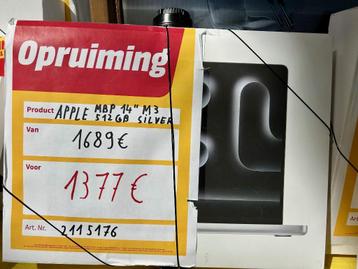 Opruiming
Product APPLE MBP 14" M3
512GB SILVER
Van
1689€
Voor
1377€
Art. Nr. 2115176